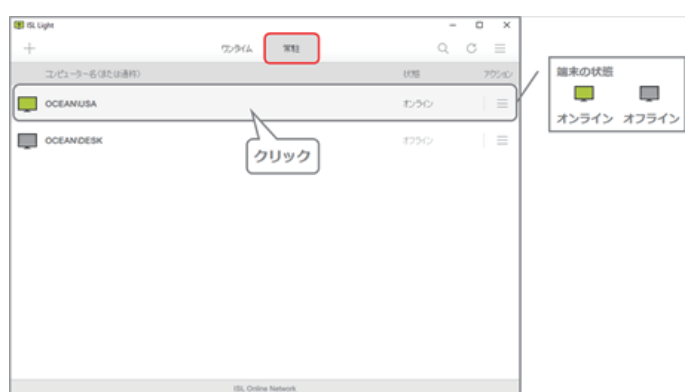 ISL Light
ワンタイム 常駐
コンピューター名(または通称) 状態 アクション
OCEAN\USA オンライン
OCEAN\DESK オフライン
クリック
ISL Online Network
端末の状態
オンライン オフライン